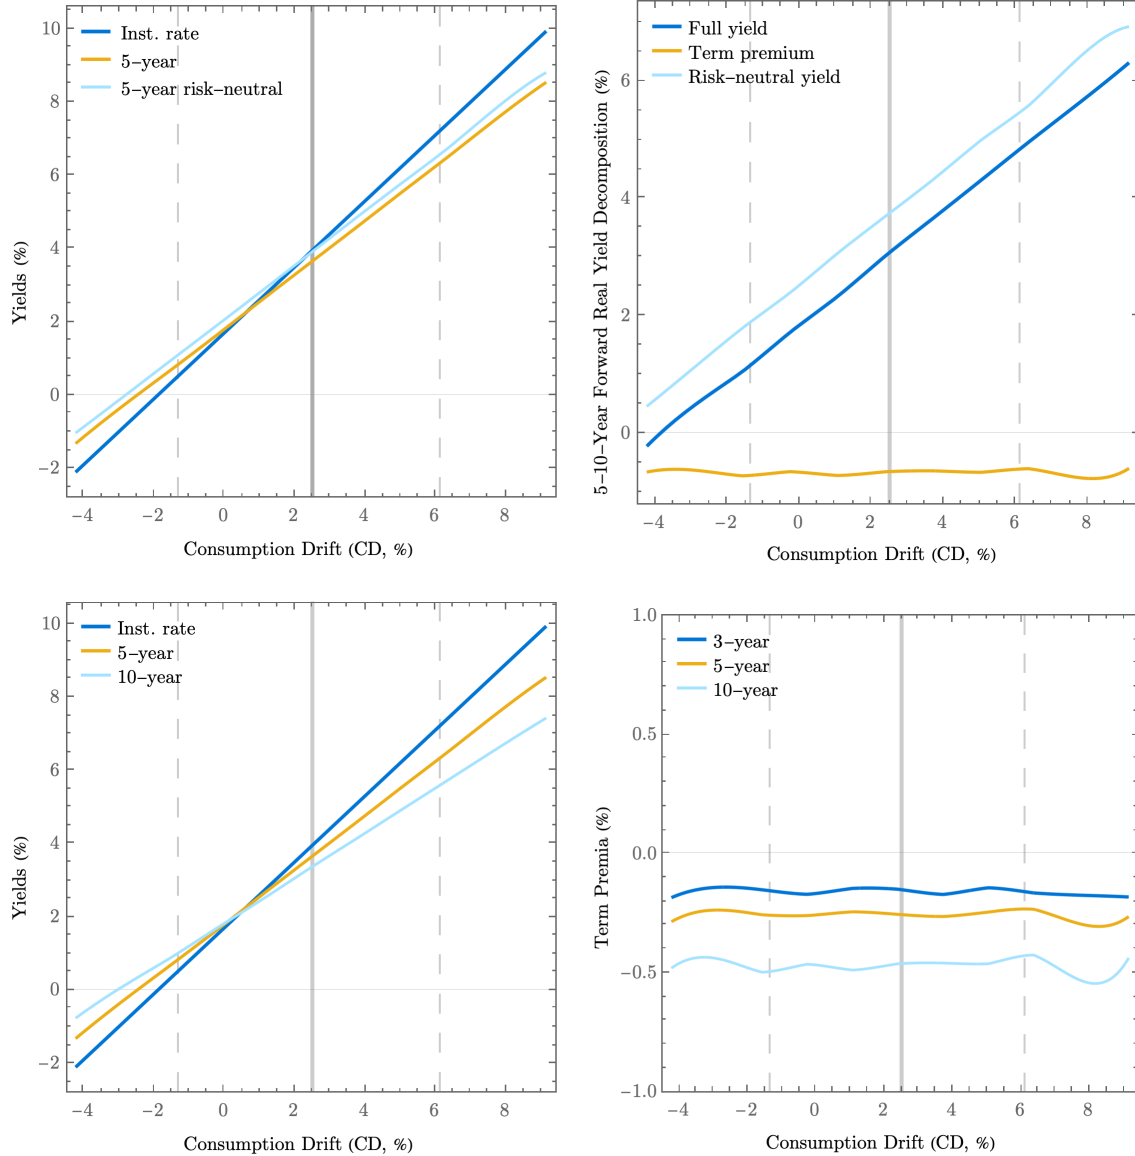 Inst. rate
5−year
5−year risk−neutral
10
8
6
4
2
0
−2
Yields (%)
−4
−2
0
2
4
6
8
Consumption Drift (CD, %)
Full yield
Term premium
Risk−neutral yield
6
4
2
0
5−10−Year Forward Real Yield Decomposition (%)
−4
−2
0
2
4
6
8
Consumption Drift (CD, %)
Inst. rate
5−year
10−year
10
8
6
4
2
0
−2
Yields (%)
−4
−2
0
2
4
6
8
Consumption Drift (CD, %)
3−year
5−year
10−year
1.0
0.5
0.0
−0.5
−1.0
Term Premia (%)
−4
−2
0
2
4
6
8
Consumption Drift (CD, %)